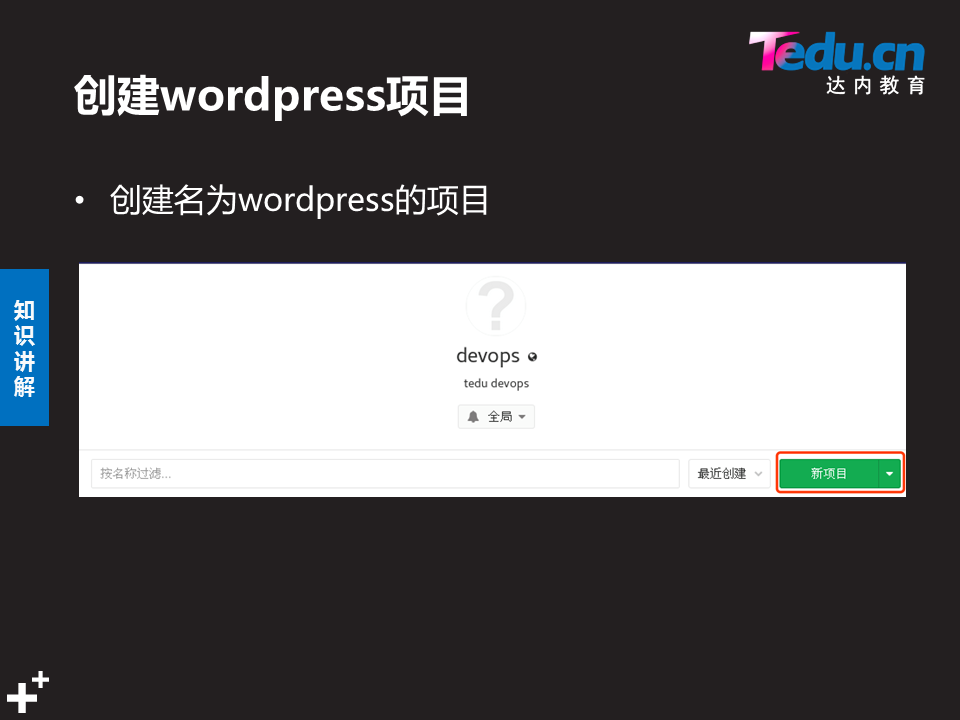 Tedu.cn
达内教育
创建wordpress项目
• 创建名为wordpress的项目
知识讲解
?
devops
tedu devops
全局
按名称过滤...
最近创建
新项目